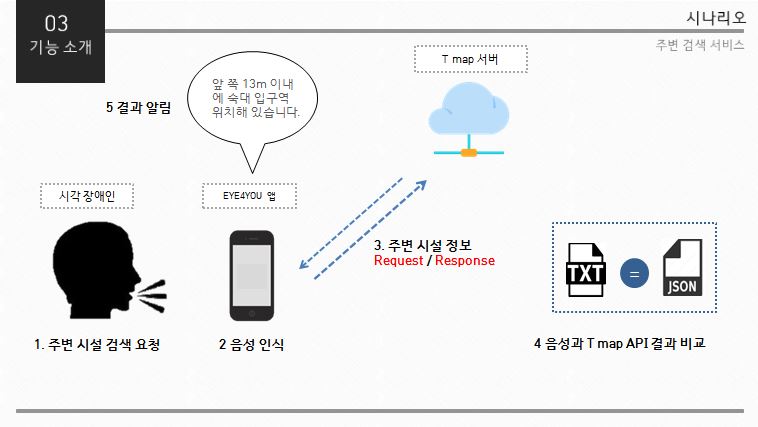 03
기능 소개
시나리오
주변 검색 서비스
T map 서버
앞 쪽 13m 이내
에 숙대 입구역
위치해 있습니다.
5 결과 알림
시각 장애인
EYE4YOU 앱
3. 주변 시설 정보
Request / Response
TXT
=
JSON
1. 주변 시설 검색 요청
2 음성 인식
4 음성과 T map API 결과 비교